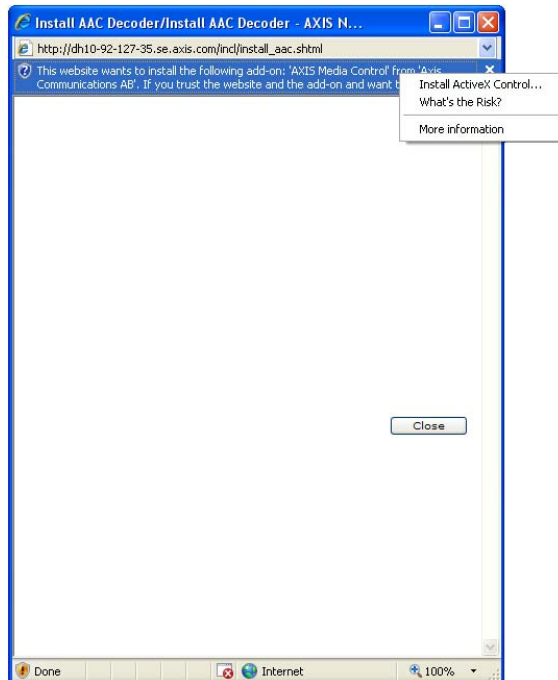 Install AAC Decoder/Install AAC Decoder - AXIS N...
http://dh10-92-127-35.se.axis.com/incl/install_aac.shtml
This website wants to install the following add-on: 'AXIS Media Control' from 'Axis
Communications AB'. If you trust the website and the add-on and want
Install ActiveX Control...
What's the Risk?
More information
Close
Done
Internet
100%